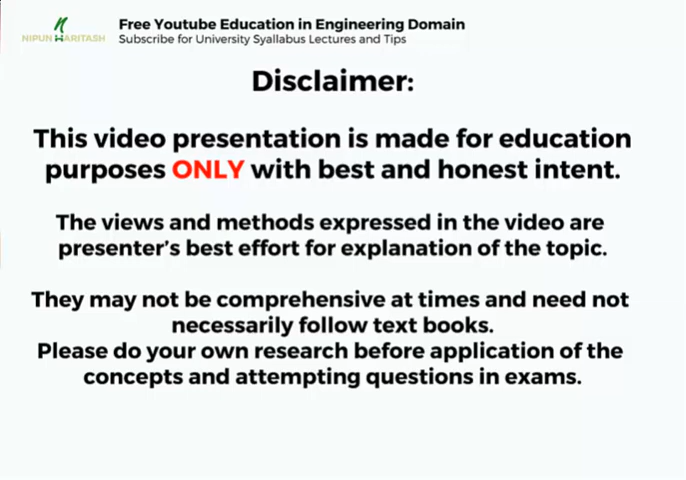 Free Youtube Education in Engineering Domain
NIPUN HARITASH
Subscribe for University Syallabus Lectures and Tips
Disclaimer:
This video presentation is made for education
purposes ONLY with best and honest intent.
The views and methods expressed in the video are
presenter's best effort for explanation of the topic.
They may not be comprehensive at times and need not
necessarily follow text books.
Please do your own research before application of the
concepts and attempting questions in exams.